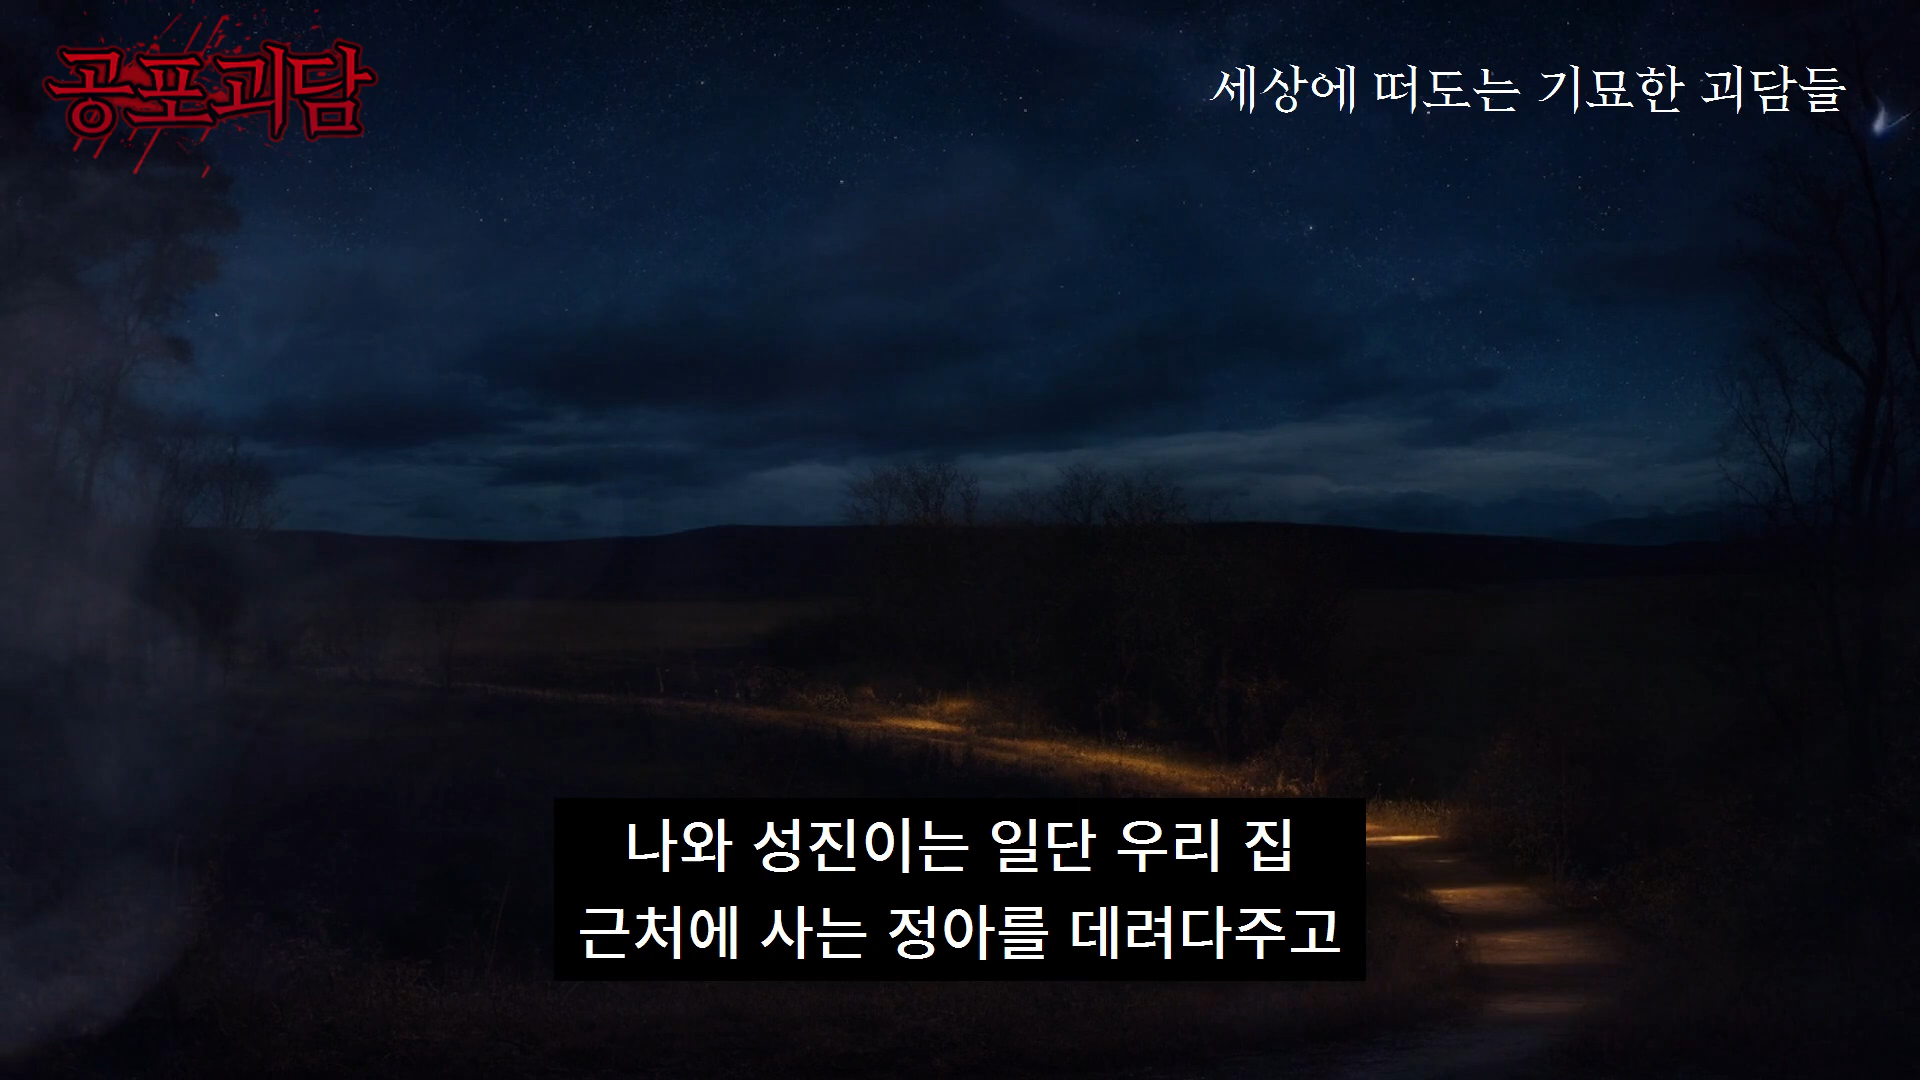 공포괴담
세상에 떠도는 기묘한 괴담들
나와 성진이는 일단 우리 집
근처에 사는 정아를 데려다주고